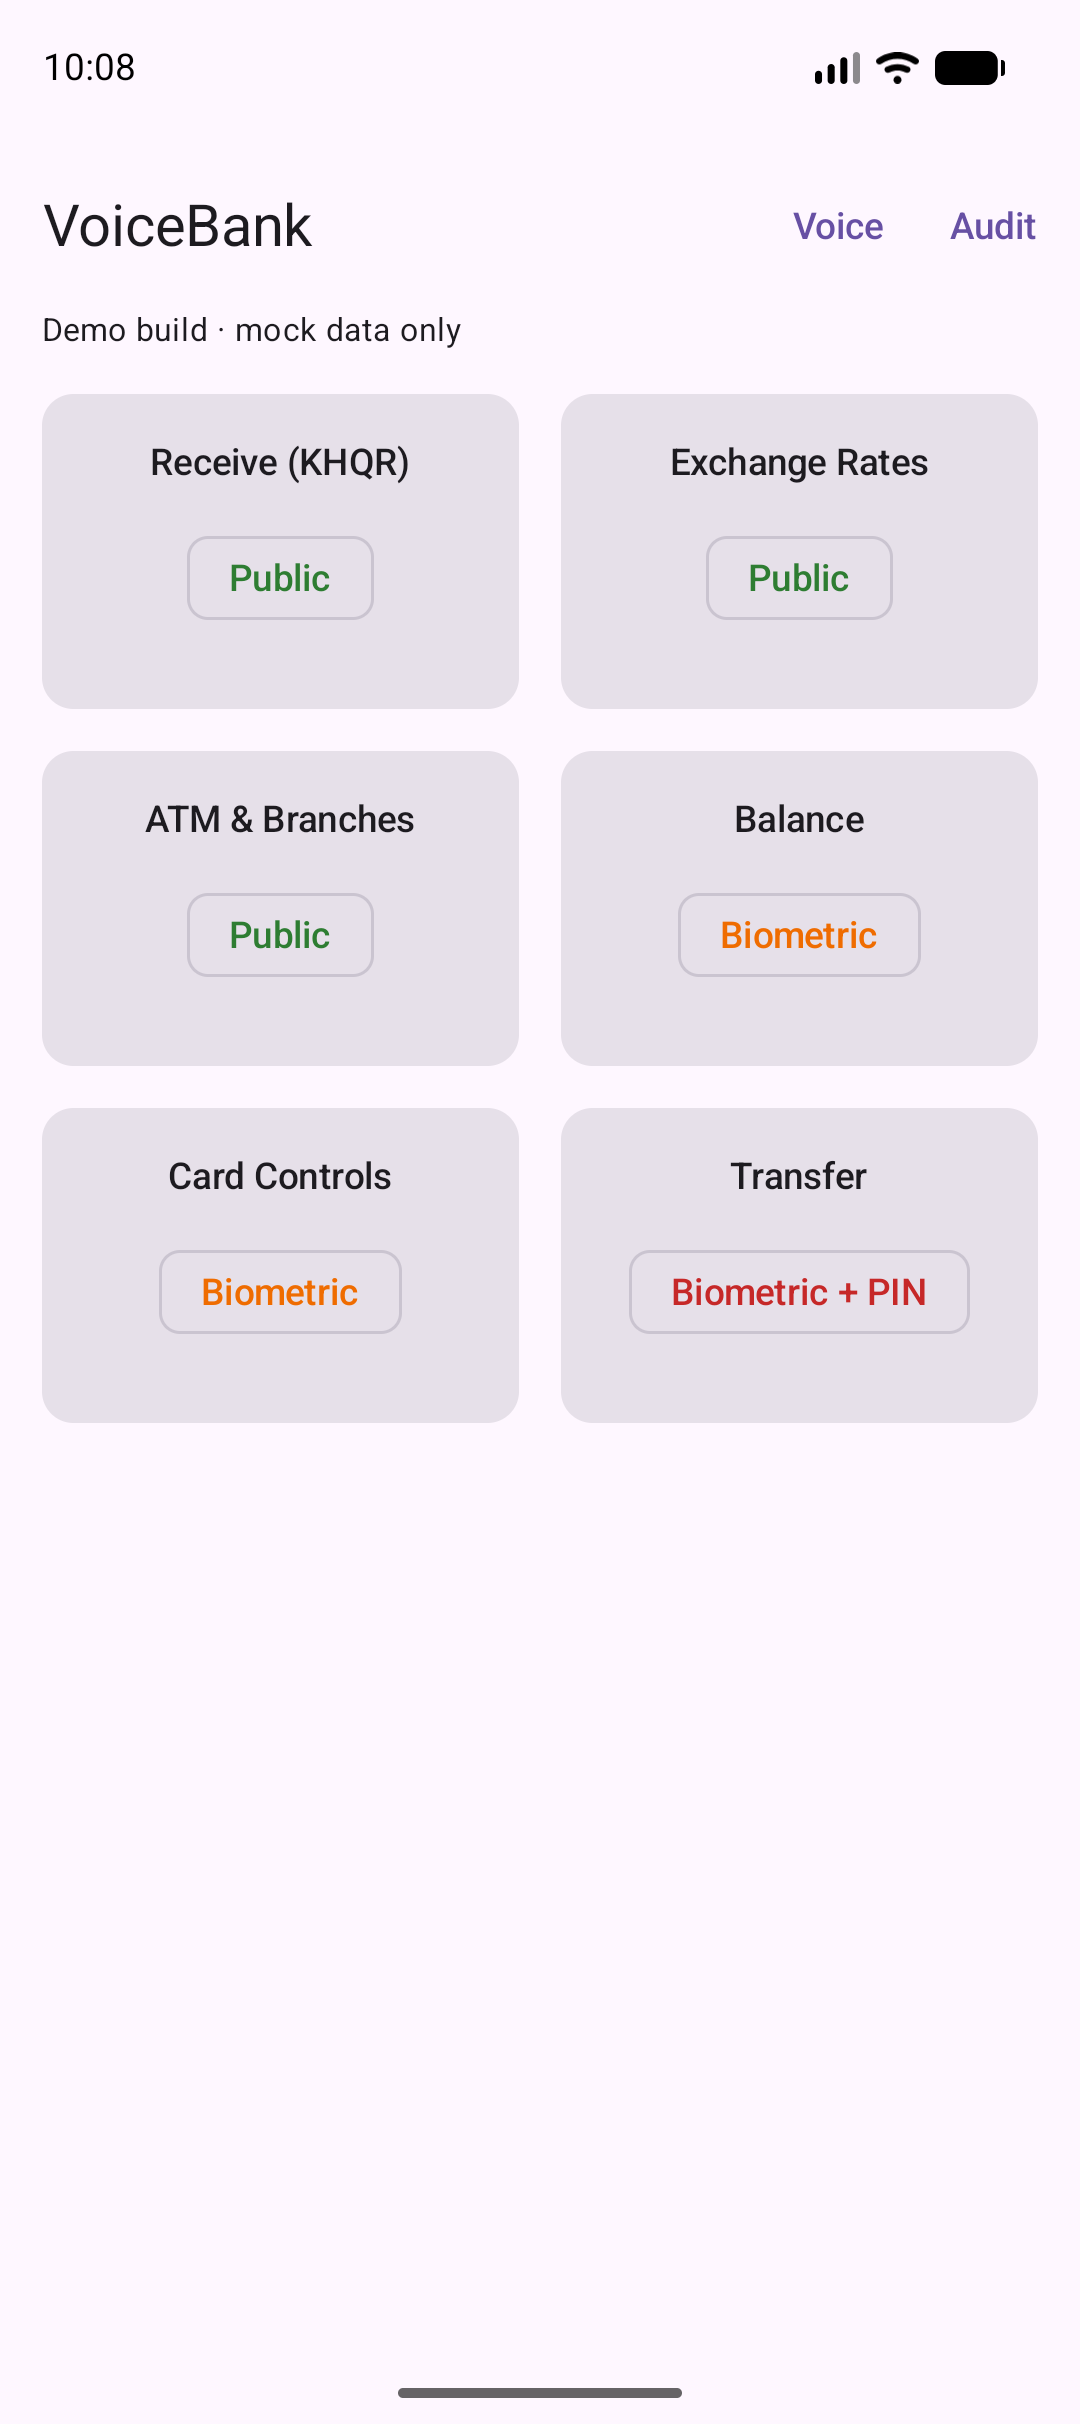 10:08
VoiceBank
Voice
Audit
Demo build · mock data only
Receive (KHQR)
Public
Exchange Rates
Public
ATM & Branches
Public
Balance
Biometric
Card Controls
Biometric
Transfer
Biometric + PIN